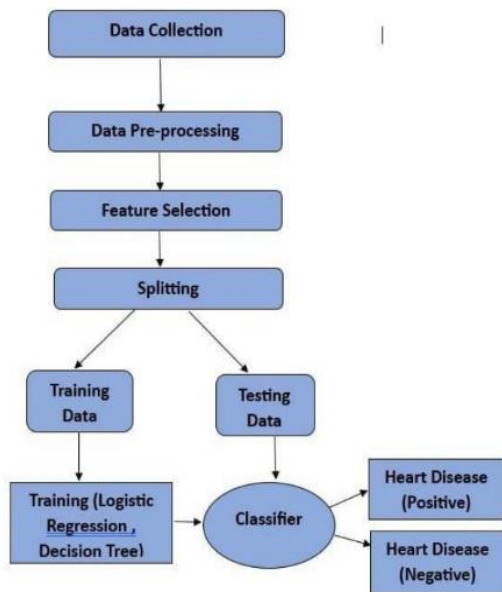 Data Collection
Data Pre-processing
Feature Selection
Splitting
Training
Data
Testing
Data
Training (Logistic
Regression ,
Decision Tree)
Classifier
Heart Disease
(Positive)
Heart Disease
(Negative)